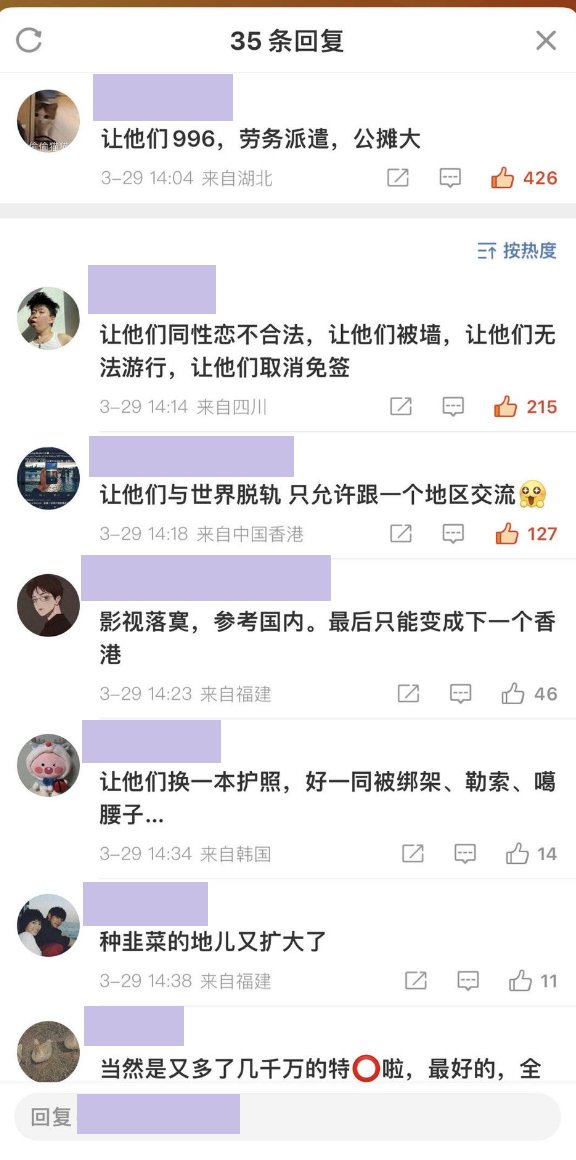 35 条回复
让他们996，劳务派遣，公摊大
3-29 14:04 来自湖北
426
按热度
让他们同性恋不合法，让他们被墙，让他们无
法游行，让他们取消免签
3-29 14:14 来自四川
215
让他们与世界脱轨 只允许跟一个地区交流😱
3-29 14:18 来自中国香港
127
影视落寞，参考国内。最后只能变成下一个香
港
3-29 14:23 来自福建
46
让他们换一本护照，好一同被绑架、勒索、噶
腰子...
3-29 14:34 来自韩国
14
种韭菜的地儿又扩大了
3-29 14:38 来自福建
11
当然是又多了几千万的特⭕啦，最好的，全
回复